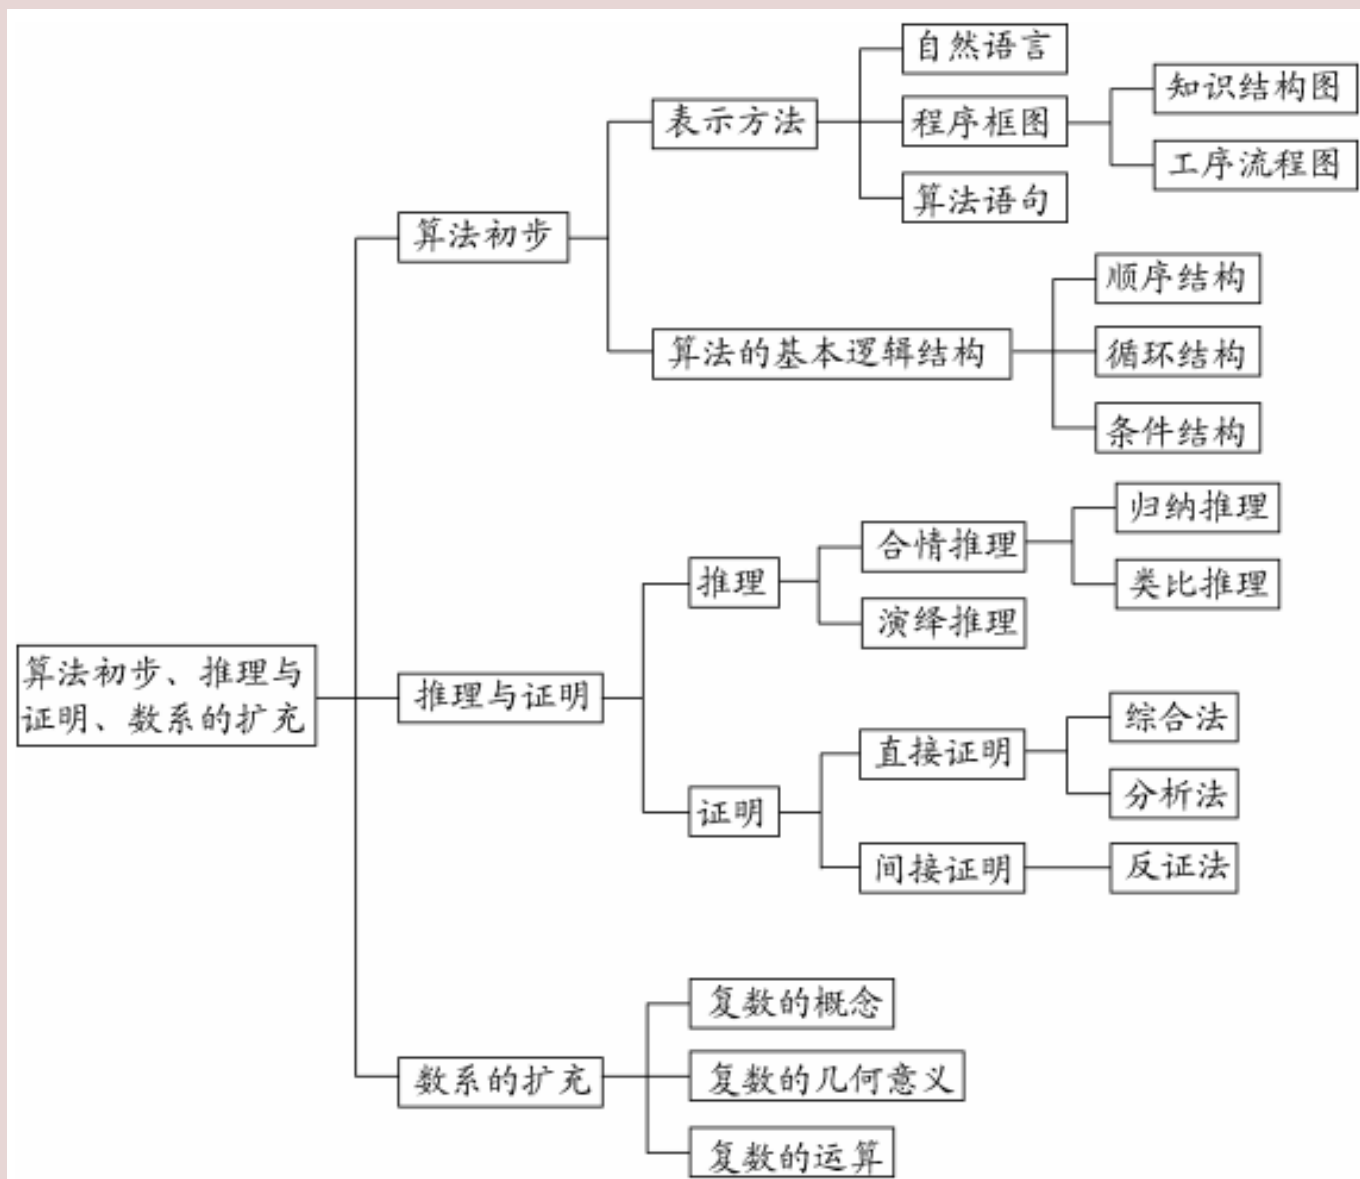 自然语言
知识结构图
表示方法
程序框图
工序流程图
算法语句
算法初步
顺序结构
算法的基本逻辑结构
循环结构
条件结构
归纳推理
合情推理
推理
类比推理
演绎推理
算法初步、推理与
证明、数系的扩充
推理与证明
综合法
直接证明
分析法
证明
间接证明
反证法
复数的概念
数系的扩充
复数的几何意义
复数的运算